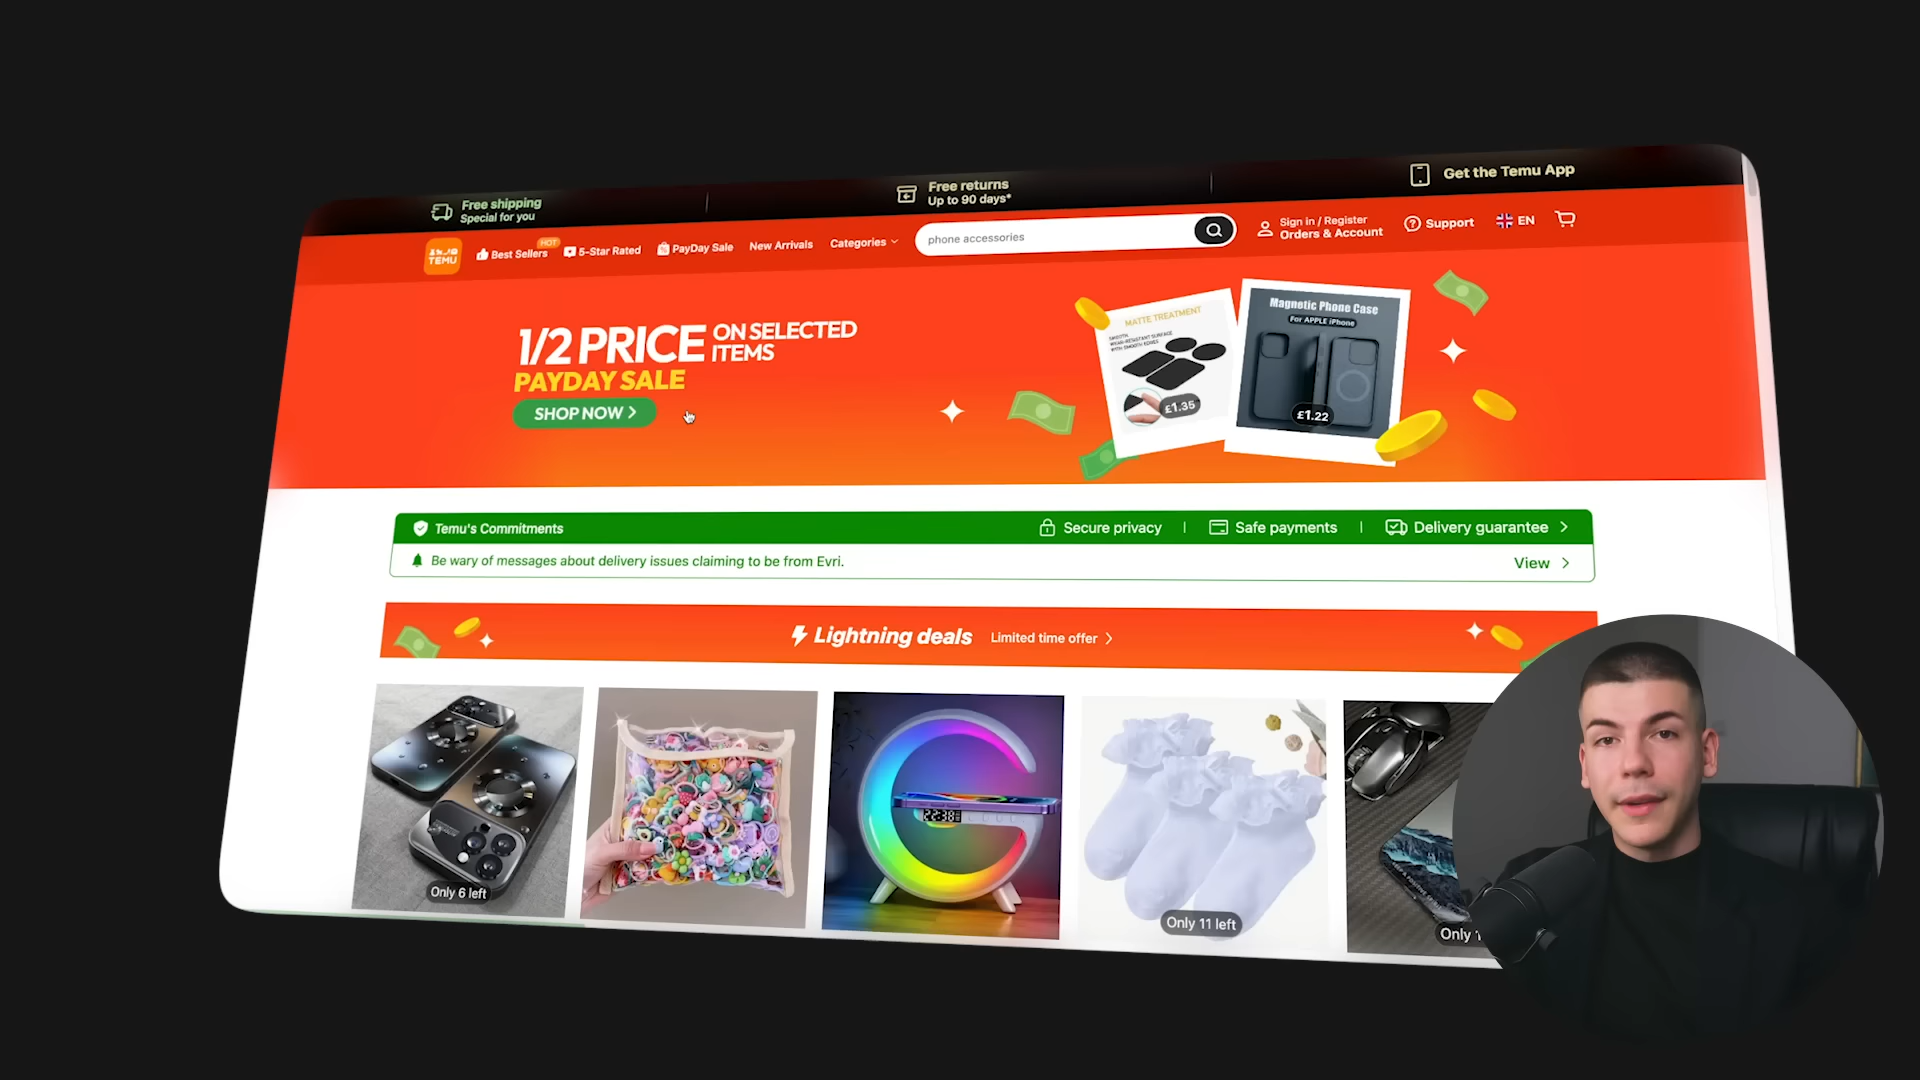 Free shipping
Special for you
Free returns
Up to 90 days*
Get the Temu App
TEMU
Best Sellers
HOT
5-Star Rated
PayDay Sale
New Arrivals
Categories
phone accessories
Sign in / Register
Orders & Account
Support
EN
1/2 PRICE ON SELECTED ITEMS
PAYDAY SALE
SHOP NOW >
MATTE TREATMENT
SMOOTH
WEAR-RESISTANT SURFACE
WITH SMOOTH EDGES
£1.35
Magnetic Phone Case
For APPLE iPhone
£1.22
Temu's Commitments
Secure privacy
Safe payments
Delivery guarantee >
Be wary of messages about delivery issues claiming to be from Evri.
View >
Lightning deals
Limited time offer >
Only 6 left
22:38
Only 11 left
Only